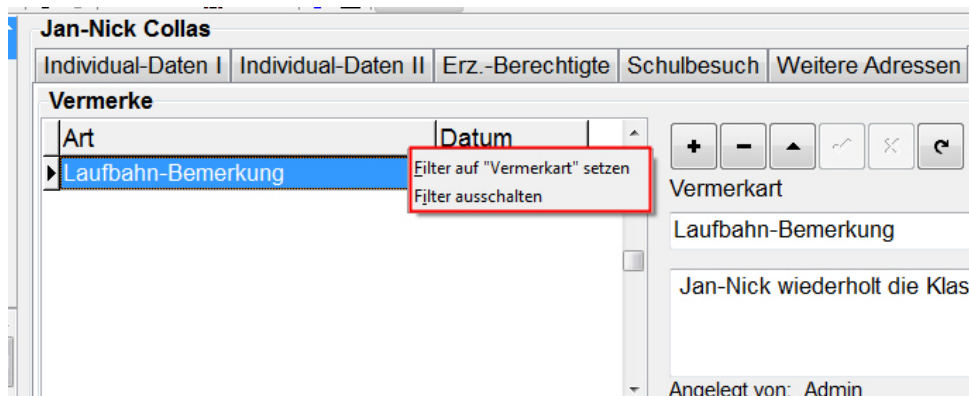 Jan-Nick Collas
Individual-Daten I Individual-Daten II Erz.-Berechtigte Schulbesuch Weitere Adressen
Vermerke
Art Datum
Laufbahn-Bemerkung
Filter auf "Vermerkart" setzen
Filter ausschalten
Vermerkart
Laufbahn-Bemerkung
Jan-Nick wiederholt die Klas
Angelegt von: Admin